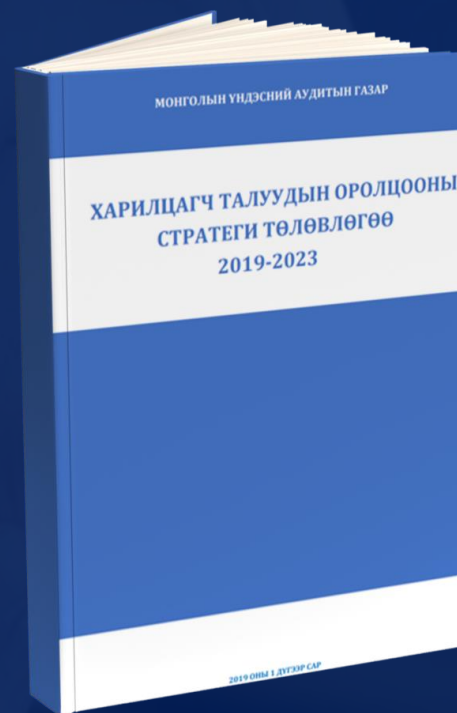 МОНГОЛЫН ҮНДЭСНИЙ АУДИТЫН ГАЗАР
ХАРИЛЦАГЧ ТАЛУУДЫН ОРОЛЦООНЫ
СТРАТЕГИ ТӨЛӨВЛӨГӨӨ
2019-2023
2019 ОНЫ 1 ДҮГЭЭР САР